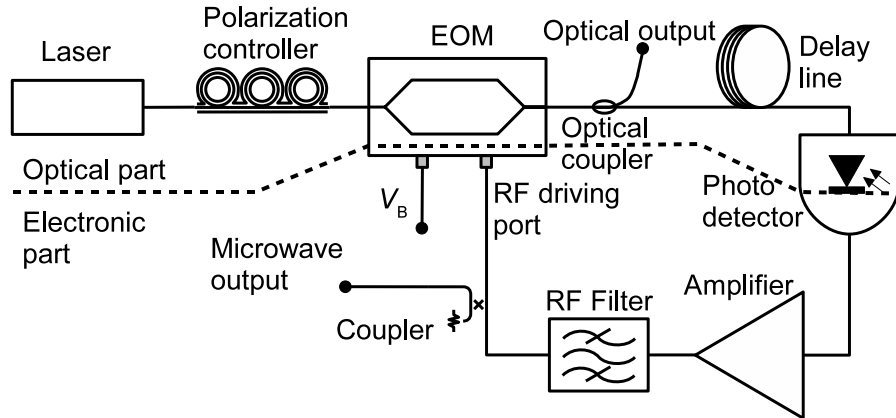 Laser
Polarization
controller
EOM
Optical output
Delay
line
Optical
coupler
Optical part
Electronic
part
V_B
RF driving
port
Photo
detector
Microwave
output
Coupler
RF Filter
Amplifier